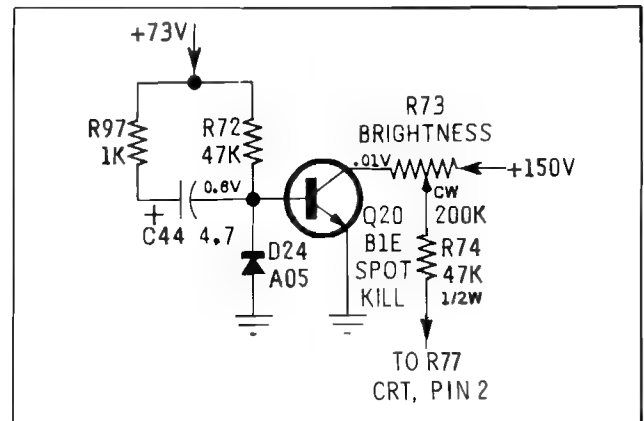 +73V
R97
1K
R72
47K
R73
BRIGHTNESS
.01V
+150V
CW
200K
0.6V
+
C44 4.7
D24
A05
Q20
B1E
SPOT
KILL
R74
47K
1/2W
TO R77
CRT, PIN 2